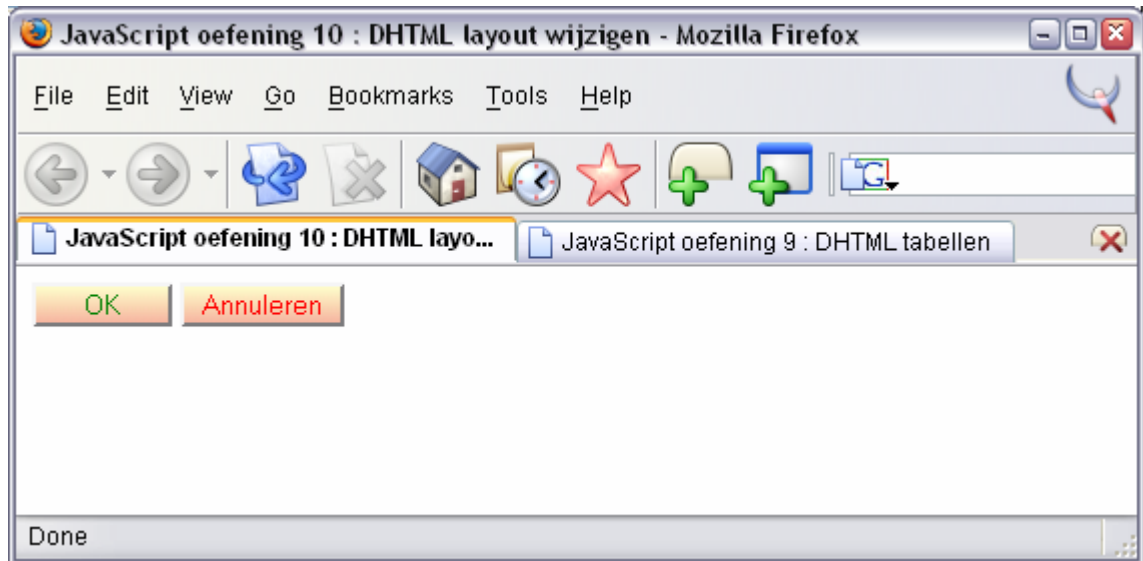 JavaScript oefening 10 : DHTML layout wijzigen - Mozilla Firefox
File Edit View Go Bookmarks Tools Help
G
JavaScript oefening 10 : DHTML layo... JavaScript oefening 9 : DHTML tabellen
OK Annuleren
Done